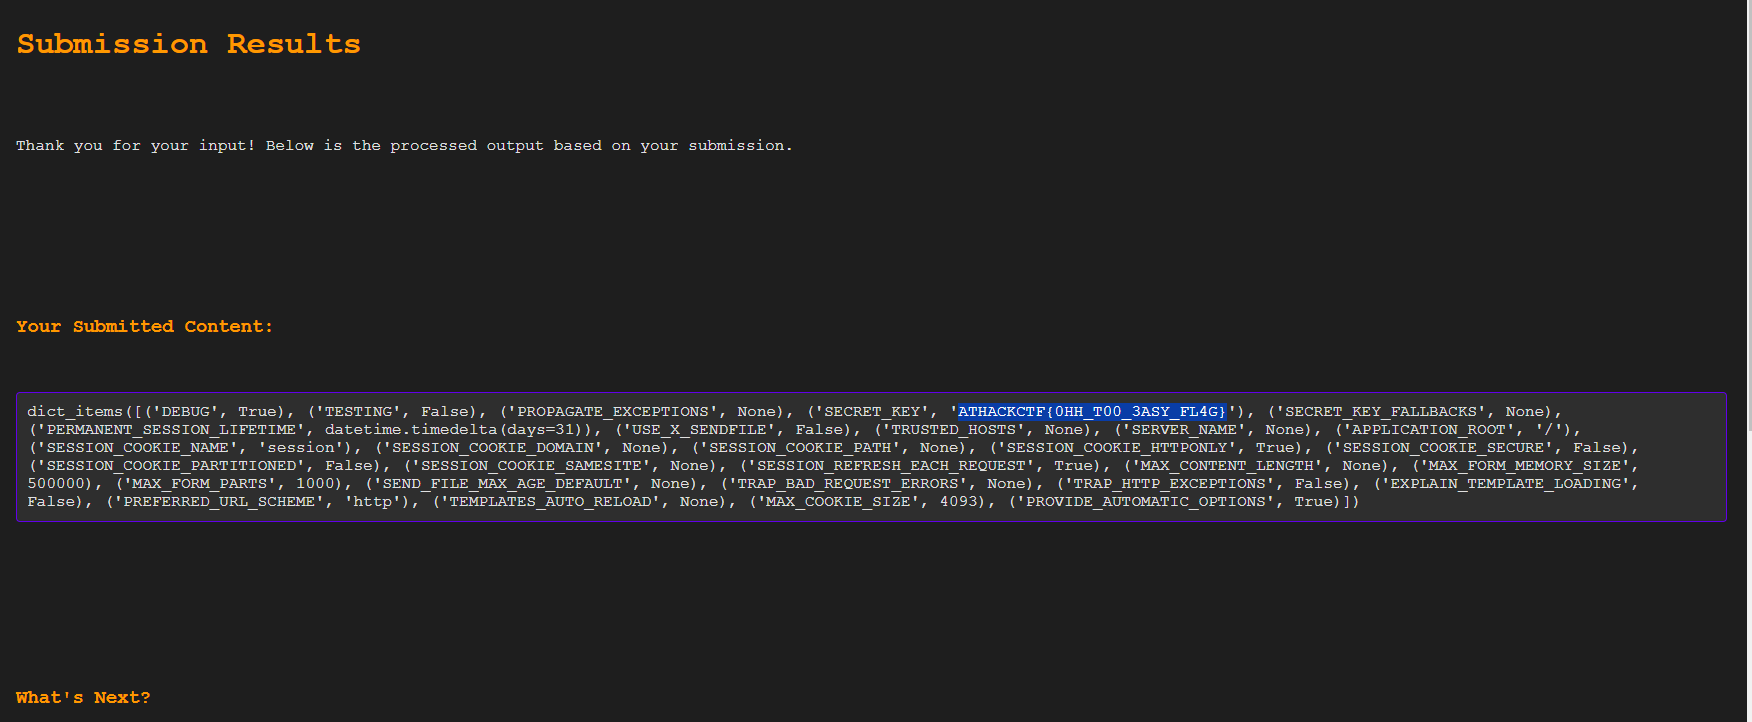 Submission Results
Thank you for your input! Below is the processed output based on your submission.
Your Submitted Content:
dict_items([('DEBUG', True), ('TESTING', False), ('PROPAGATE_EXCEPTIONS', None), ('SECRET_KEY', 'ATHACKCTF{0HH_T00_3ASY_FL4G}'), ('SECRET_KEY_FALLBACKS', None),
('PERMANENT_SESSION_LIFETIME', datetime.timedelta(days=31)), ('USE_X_SENDFILE', False), ('TRUSTED_HOSTS', None), ('SERVER_NAME', None), ('APPLICATION_ROOT', '/'),
('SESSION_COOKIE_NAME', 'session'), ('SESSION_COOKIE_DOMAIN', None), ('SESSION_COOKIE_PATH', None), ('SESSION_COOKIE_HTTPONLY', True), ('SESSION_COOKIE_SECURE', False),
('SESSION_COOKIE_PARTITIONED', False), ('SESSION_COOKIE_SAMESITE', None), ('SESSION_REFRESH_EACH_REQUEST', True), ('MAX_CONTENT_LENGTH', None), ('MAX_FORM_MEMORY_SIZE',
500000), ('MAX_FORM_PARTS', 1000), ('SEND_FILE_MAX_AGE_DEFAULT', None), ('TRAP_BAD_REQUEST_ERRORS', None), ('TRAP_HTTP_EXCEPTIONS', False), ('EXPLAIN_TEMPLATE_LOADING',
False), ('PREFERRED_URL_SCHEME', 'http'), ('TEMPLATES_AUTO_RELOAD', None), ('MAX_COOKIE_SIZE', 4093), ('PROVIDE_AUTOMATIC_OPTIONS', True)])
What's Next?